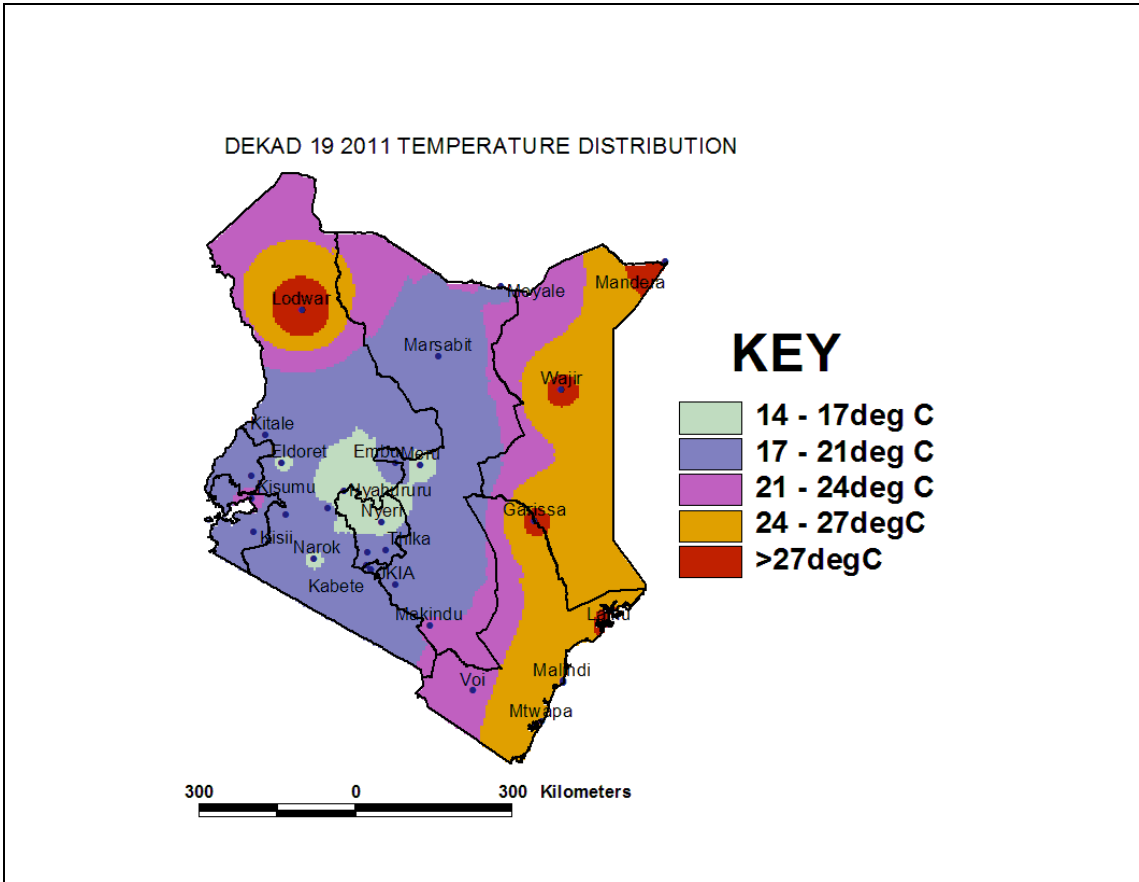 DEKAD 19 2011 TEMPERATURE DISTRIBUTION
Lodwar
Mandera
Moyale
Marsabit
Wajir
Kitale
Eldoret
Embu
Meru
Kisumu
Nyahururu
Nyeri
Garissa
Kisii
Narok
Thika
Kabete
JKIA
Makindu
Lamu
Voi
Malindi
Mtwapa
KEY
14 - 17deg C
17 - 21deg C
21 - 24deg C
24 - 27degC
>27degC
300 0 300 Kilometers